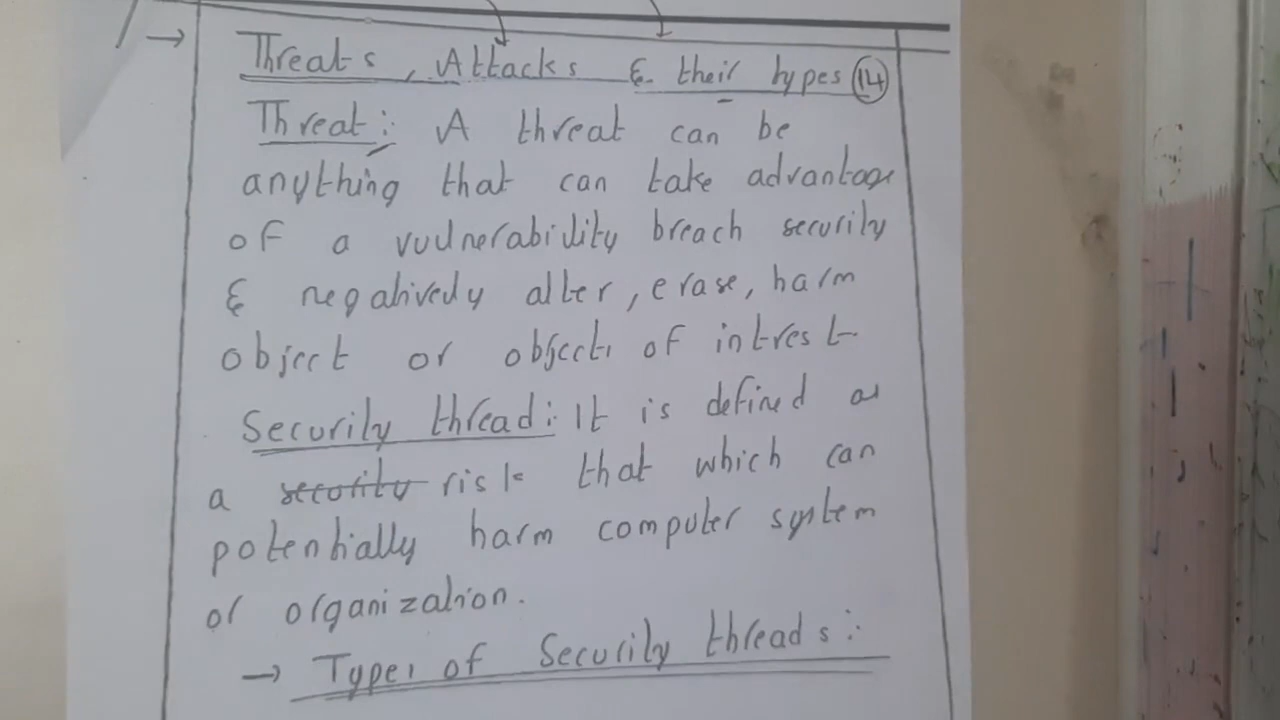 → Threats, Attacks & their types 14
Threat: A threat can be
anything that can take advantage
of a vulnerability breach security
& negatively alter, erase, harm
object or objects of intrest
Security thread: It is defined as
a security risk that which can
potentially harm computer system
or organization.
→ Types of Security threads: